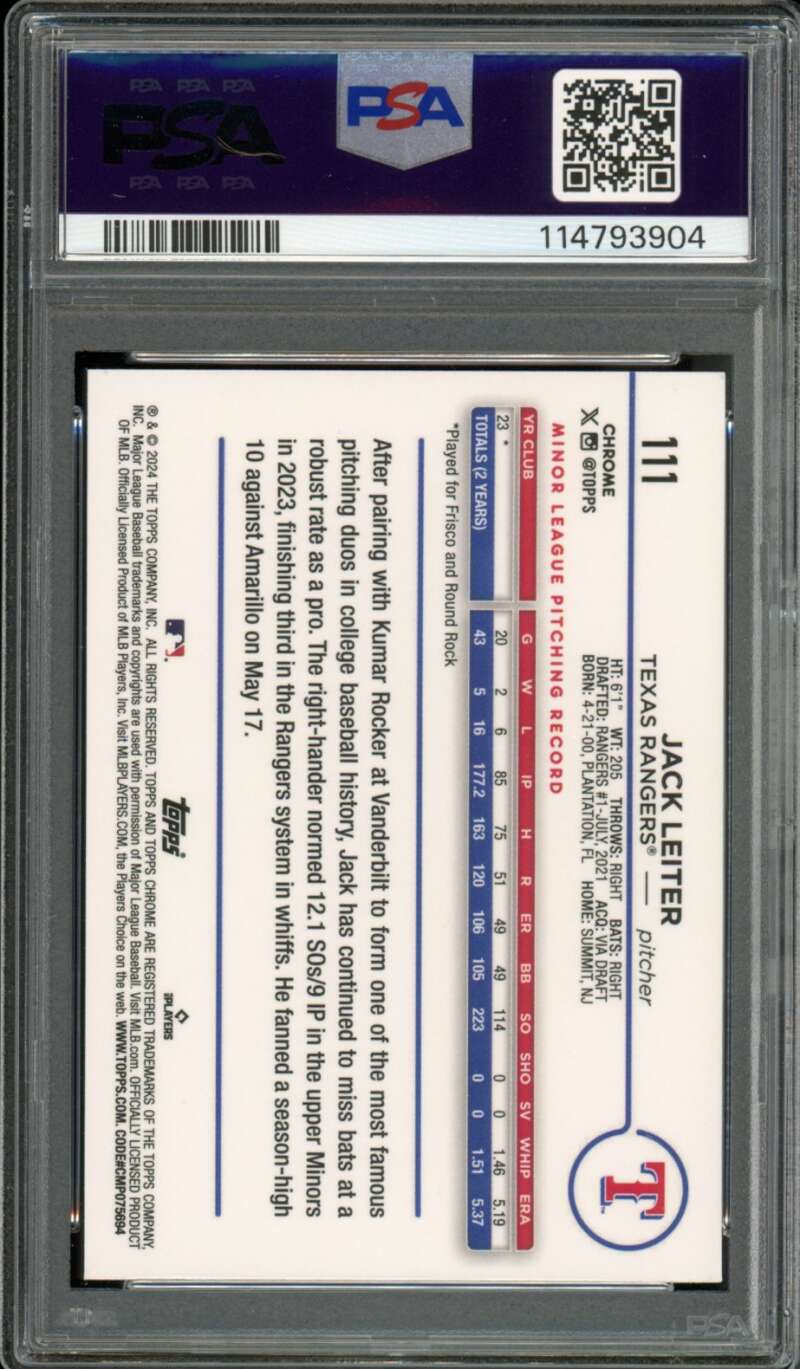 PSA PSA PSA
PSA
PSA PSA PSA
PSA
114793904
111
JACK LEITER
TEXAS RANGERS® — pitcher
CHROME
@TOPPS
HT: 6'1" WT: 205 THROWS: RIGHT BATS: RIGHT
DRAFTED: RANGERS #1-JULY, 2021 ACQ: VIA DRAFT
BORN: 4-21-00, PLANTATION, FL HOME: SUMMIT, NJ
T
MINOR LEAGUE PITCHING RECORD
YR CLUB G W L IP H R ER BB SO SHO SV WHIP ERA
23 * 20 2 6 85 75 51 49 49 114 0 0 1.46 5.19
TOTALS (2 YEARS) 43 5 16 177.2 163 120 106 105 223 0 0 1.51 5.37
*Played for Frisco and Round Rock
After pairing with Kumar Rocker at Vanderbilt to form one of the most famous
pitching duos in college baseball history, Jack has continued to miss bats at a
robust rate as a pro. The right-hander normed 12.1 SOs/9 IP in the upper Minors
in 2023, finishing third in the Rangers system in whiffs. He fanned a season-high
10 against Amarillo on May 17.
topps
PLAYERS
® & © 2024 THE TOPPS COMPANY, INC. ALL RIGHTS RESERVED. TOPPS AND TOPPS CHROME ARE REGISTERED TRADEMARKS OF THE TOPPS COMPANY,
INC. Major League Baseball trademarks and copyrights are used with permission of Major League Baseball. Visit MLB.com. OFFICIALLY LICENSED PRODUCT
OF MLB. Officially Licensed Product of MLB Players, Inc. Visit MLBPLAYERS.COM, the Players Choice on the web. WWW.TOPPS.COM. CODE#CMP075694
PSA